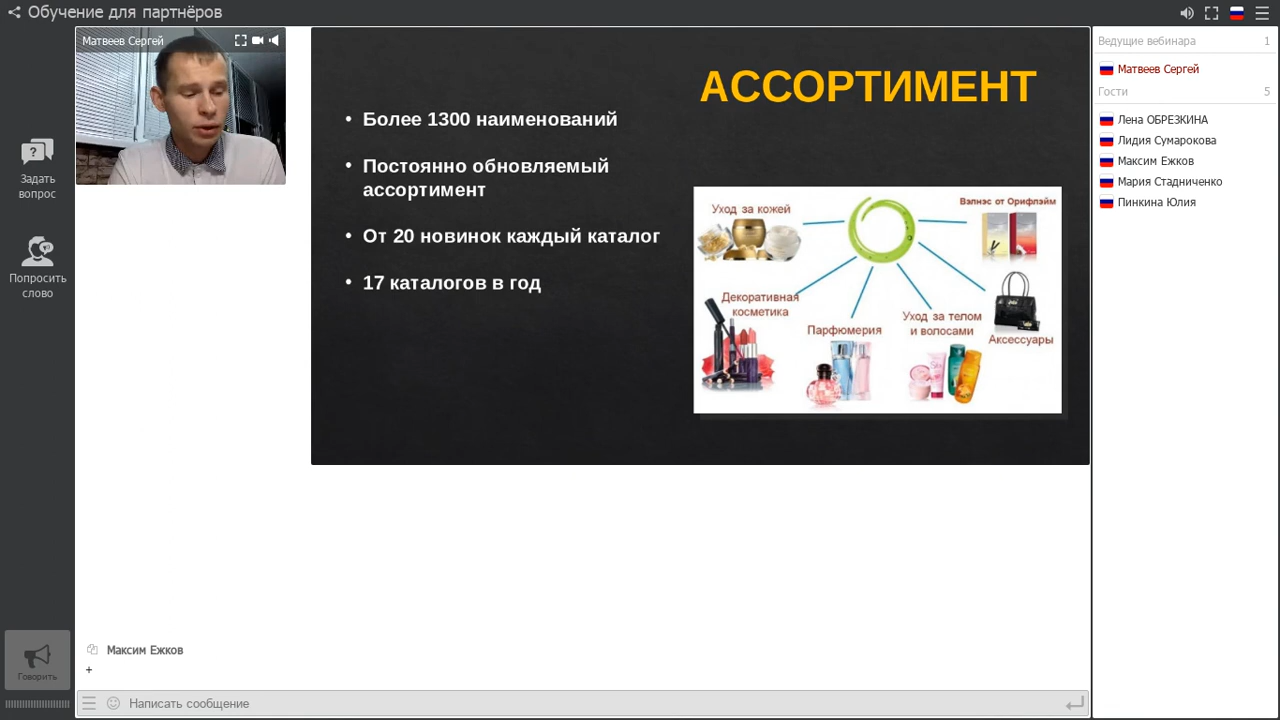 Обучение для партнёров
Матвеев Сергей
Задать
вопрос
Попросить
слово
Говорить
АССОРТИМЕНТ
• Более 1300 наименований
• Постоянно обновляемый
ассортимент
• От 20 новинок каждый каталог
• 17 каталогов в год
Уход за кожей
Вэлнэс от Орифлэйм
Декоративная
косметика
Парфюмерия
Уход за телом
и волосами
Аксессуары
Ведущие вебинара 1
Матвеев Сергей
Гости 5
Лена ОБРЕЗКИНА
Лидия Сумарокова
Максим Ежков
Мария Стадниченко
Пинкина Юлия
Максим Ежков
+
Написать сообщение